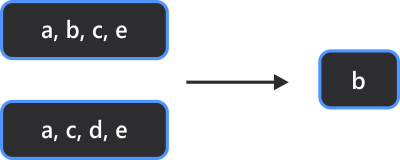 a, b, c, e
a, c, d, e
b